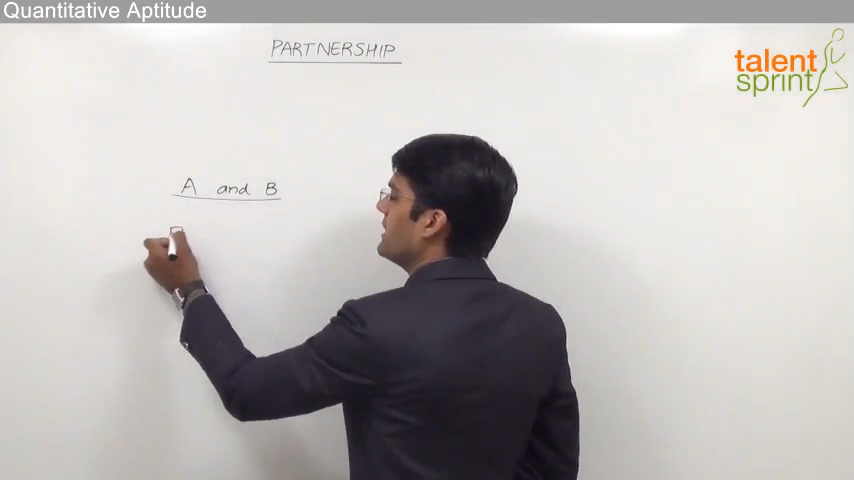 Quantitative Aptitude
PARTNERSHIP
talent
sprint
A and B